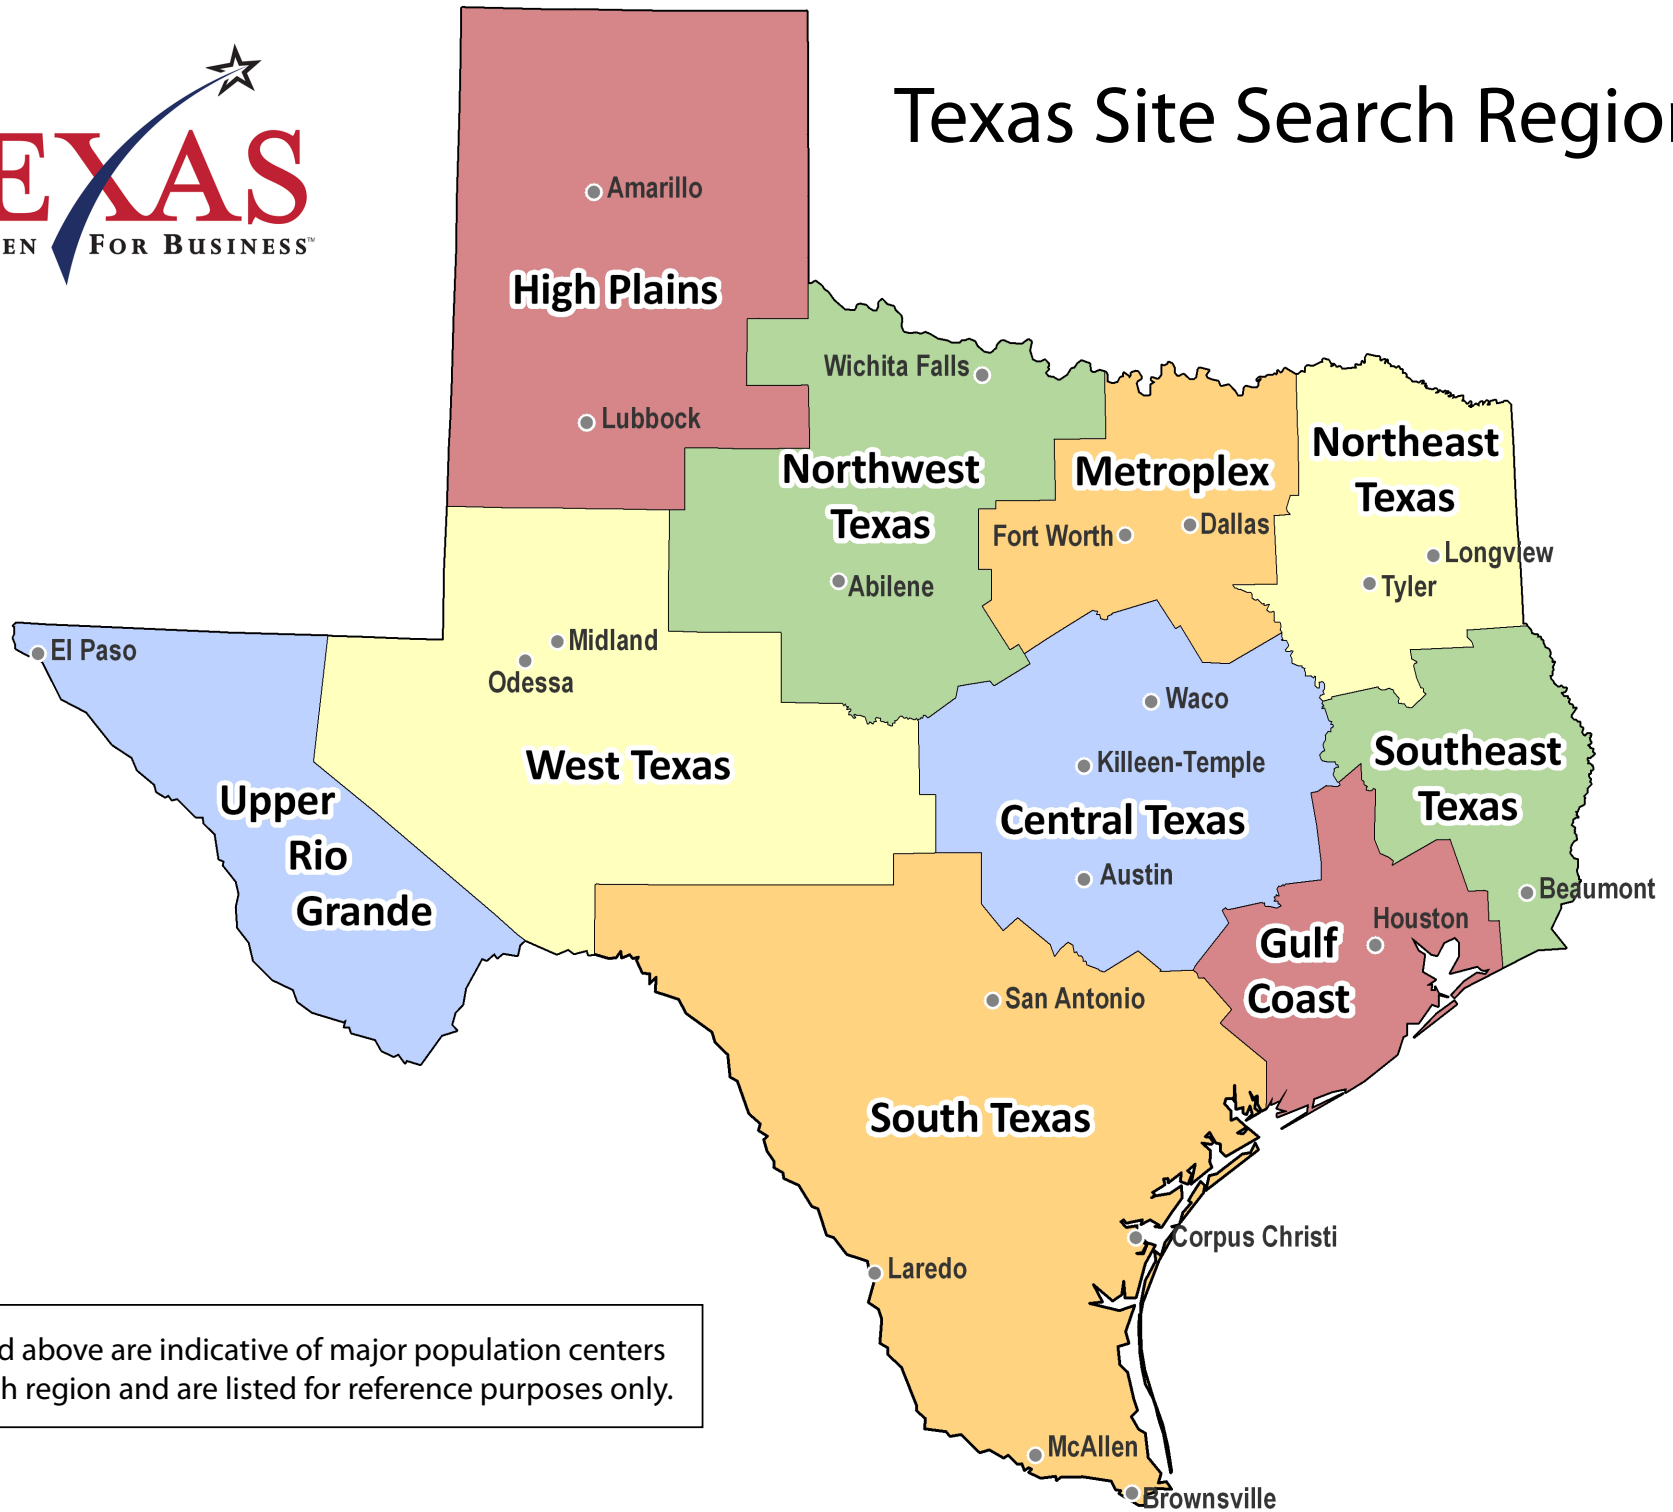 Texas Site Search Region
EXAS
EN FOR BUSINESS™
Amarillo
High Plains
Lubbock
Wichita Falls
Northwest
Texas
Abilene
Metroplex
Fort Worth
Dallas
Northeast
Texas
Longview
Tyler
El Paso
Midland
Odessa
West Texas
Upper
Rio
Grande
Waco
Killeen-Temple
Central Texas
Austin
Southeast
Texas
Beaumont
Houston
Gulf
Coast
San Antonio
South Texas
Corpus Christi
Laredo
McAllen
Brownsville
d above are indicative of major population centers
h region and are listed for reference purposes only.